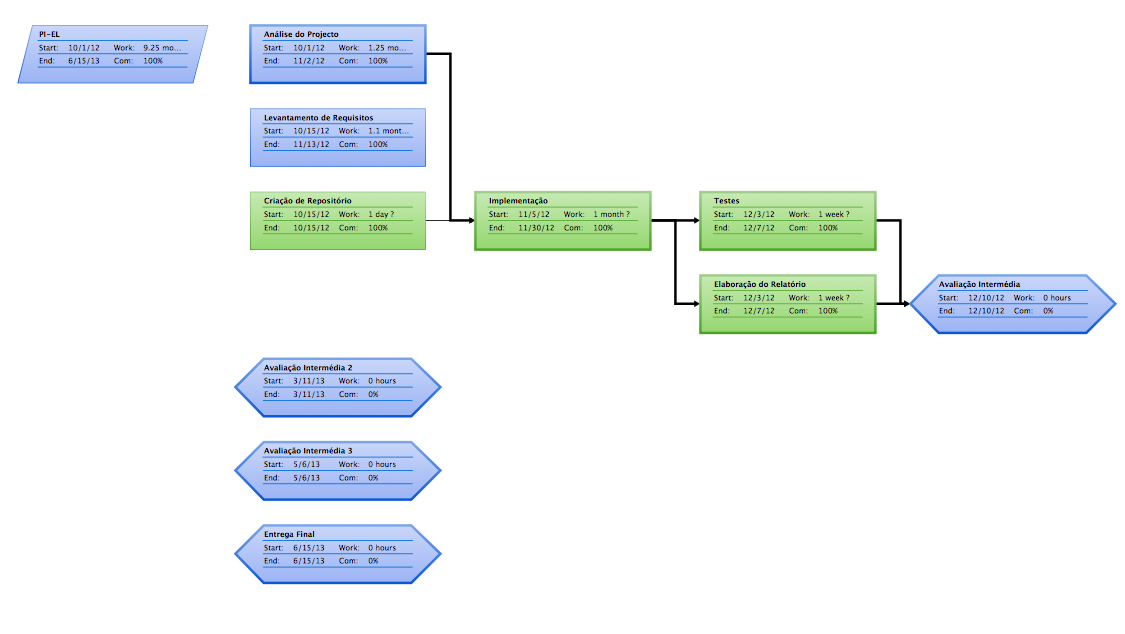 PI-EL
Start: 10/1/12 Work: 9.25 mo...
End: 6/15/13 Com: 100%
Análise do Projecto
Start: 10/1/12 Work: 1.25 mo...
End: 11/2/12 Com: 100%
Levantamento de Requisitos
Start: 10/15/12 Work: 1.1 mont...
End: 11/13/12 Com: 100%
Criação de Repositório
Start: 10/15/12 Work: 1 day ?
End: 10/15/12 Com: 100%
Implementação
Start: 11/5/12 Work: 1 month ?
End: 11/30/12 Com: 100%
Testes
Start: 12/3/12 Work: 1 week ?
End: 12/7/12 Com: 100%
Elaboração do Relatório
Start: 12/3/12 Work: 1 week ?
End: 12/7/12 Com: 100%
Avaliação Intermédia
Start: 12/10/12 Work: 0 hours
End: 12/10/12 Com: 0%
Avaliação Intermédia 2
Start: 3/11/13 Work: 0 hours
End: 3/11/13 Com: 0%
Avaliação Intermédia 3
Start: 5/6/13 Work: 0 hours
End: 5/6/13 Com: 0%
Entrega Final
Start: 6/15/13 Work: 0 hours
End: 6/15/13 Com: 0%